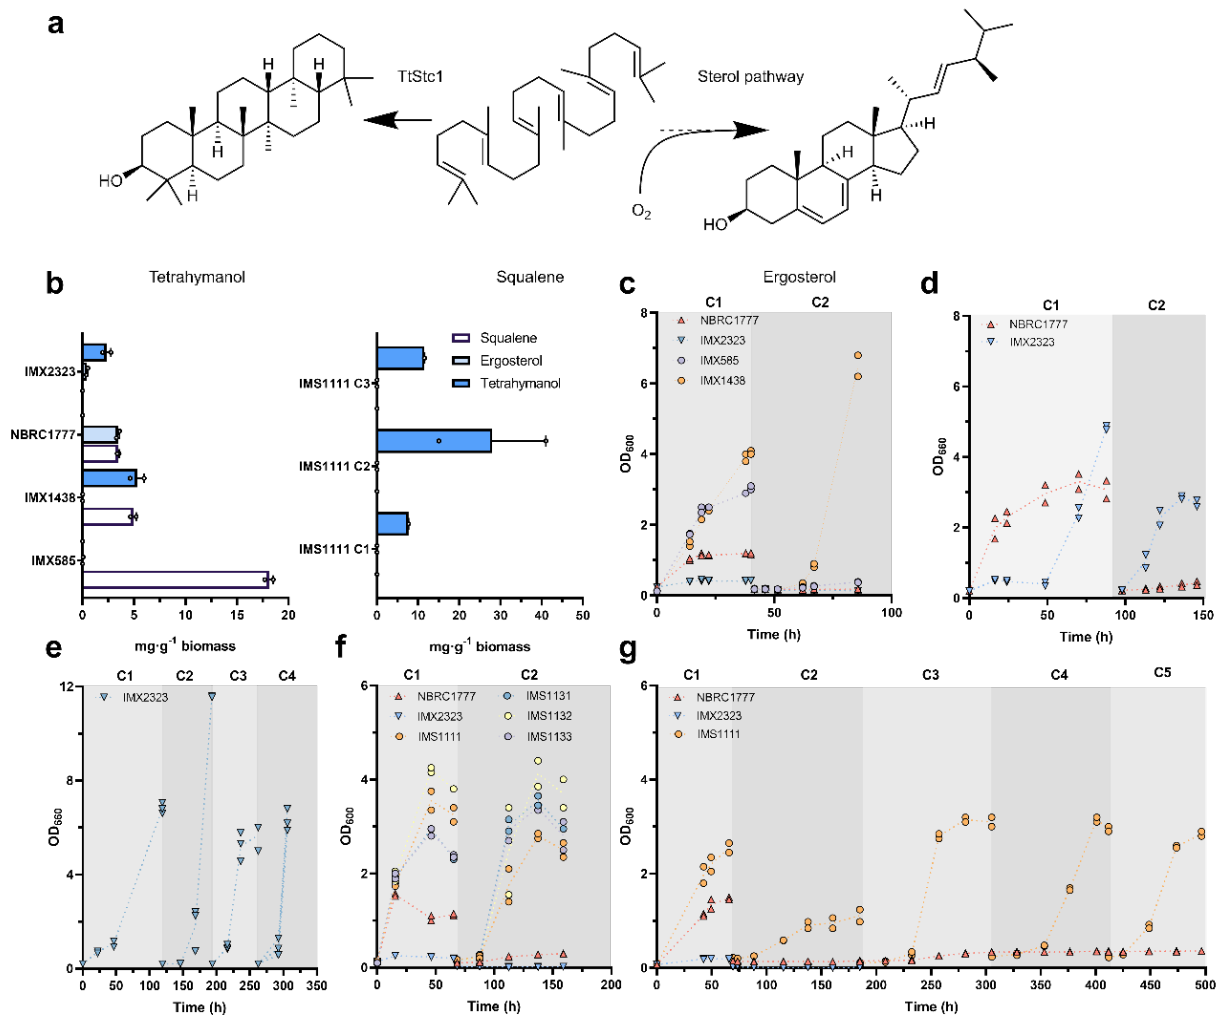 a
TtStc1
Sterol pathway
H
H
H
H
HO
O2
H
H
H
HO
Tetrahymanol
Squalene
Ergosterol
b
IMX2323
NBRC1777
IMX1438
IMX585
0 5 10 15 20
mg·g-1 biomass
Squalene
Ergosterol
Tetrahymanol
IMS1111 C3
IMS1111 C2
IMS1111 C1
0 10 20 30 40 50
mg·g-1 biomass
c
C1 C2
NBRC1777
IMX2323
IMX585
IMX1438
OD600
8
6
4
2
0
0 50 100
Time (h)
d
C1 C2
NBRC1777
IMX2323
OD660
8
6
4
2
0
0 50 100 150
Time (h)
e
C1 C2 C3 C4
IMX2323
OD660
12
8
4
0
0 50 100 150 200 250 300 350
Time (h)
f
C1 C2
NBRC1777
IMX2323
IMS1111
IMS1131
IMS1132
IMS1133
OD600
6
4
2
0
0 50 100 150 200
Time (h)
g
C1 C2 C3 C4 C5
NBRC1777
IMX2323
IMS1111
OD600
6
4
2
0
0 50 100 150 200 250 300 350 400 450 500
Time (h)